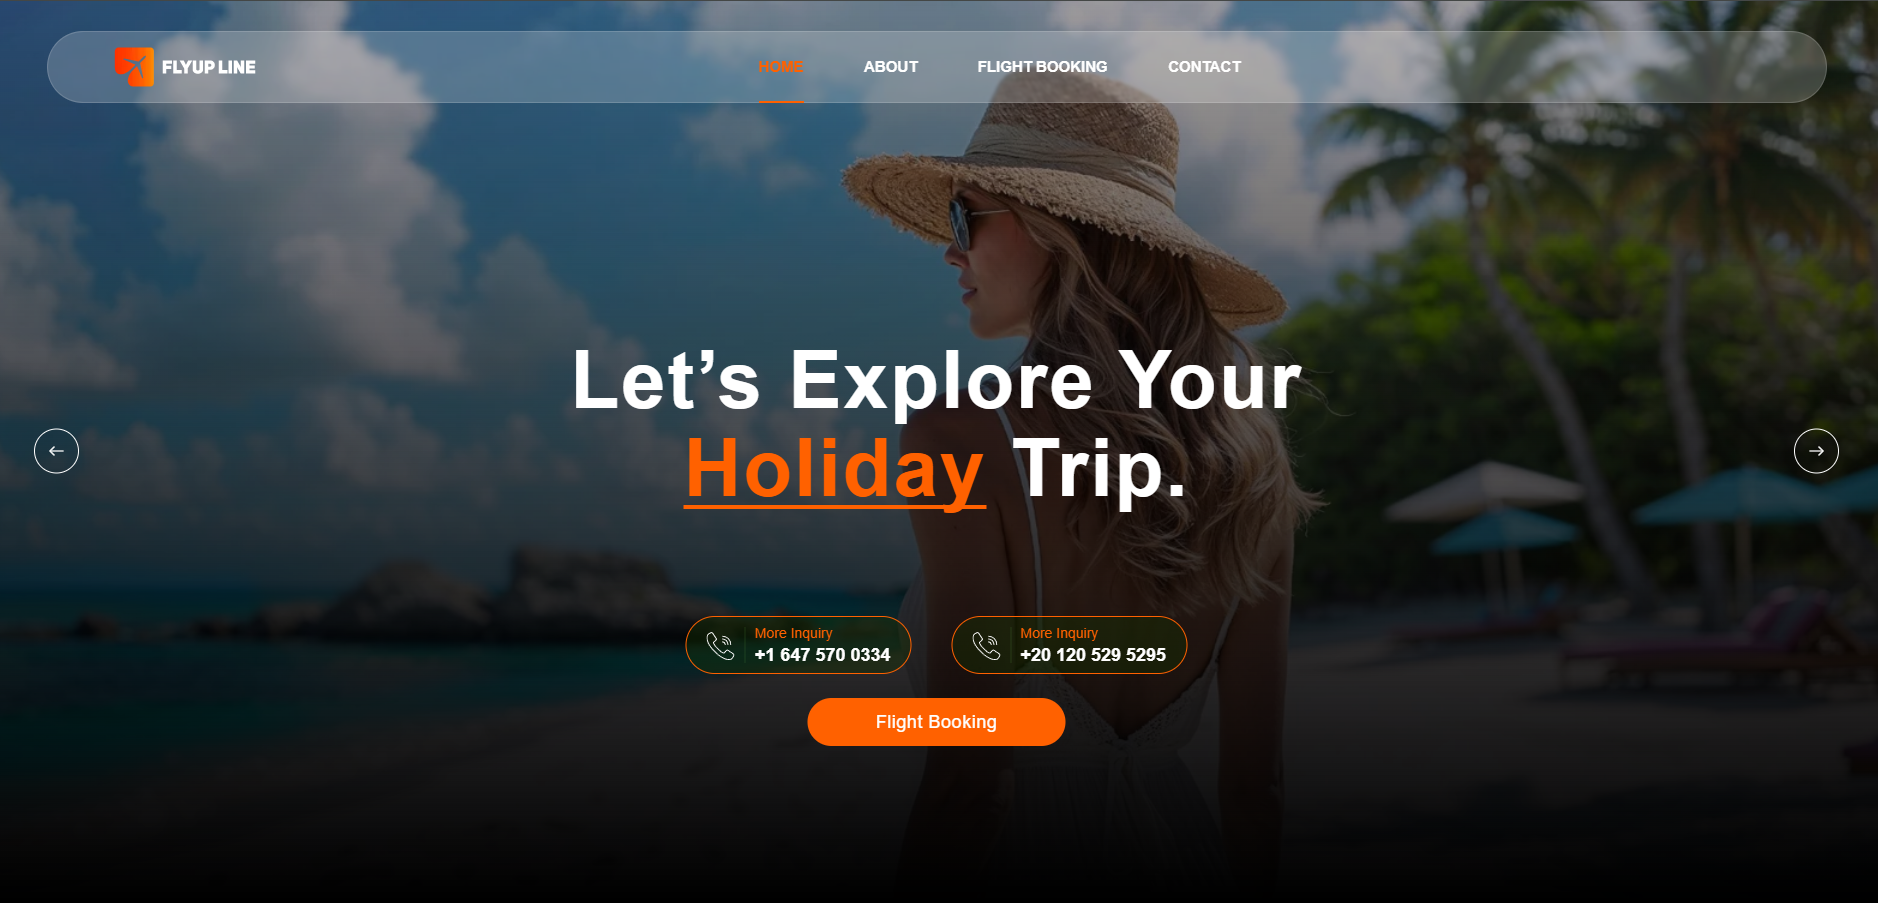 FLYUP LINE
HOME
ABOUT
FLIGHT BOOKING
CONTACT
Let’s Explore Your
Holiday Trip.
More Inquiry
+1 647 570 0334
More Inquiry
+20 120 529 5295
Flight Booking